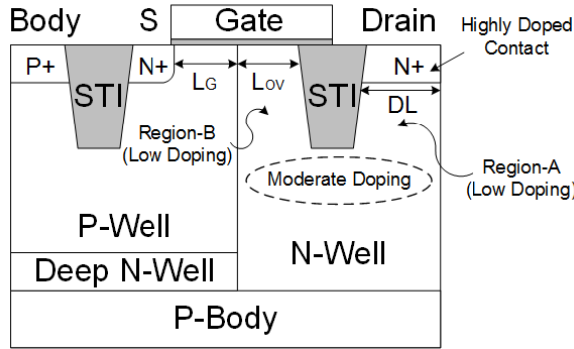 Body
S
Gate
Drain
Highly Doped
Contact
P+
STI
N+
LG
LOV
STI
N+
DL
Region-B
(Low Doping)
Moderate Doping
Region-A
(Low Doping)
P-Well
N-Well
Deep N-Well
P-Body